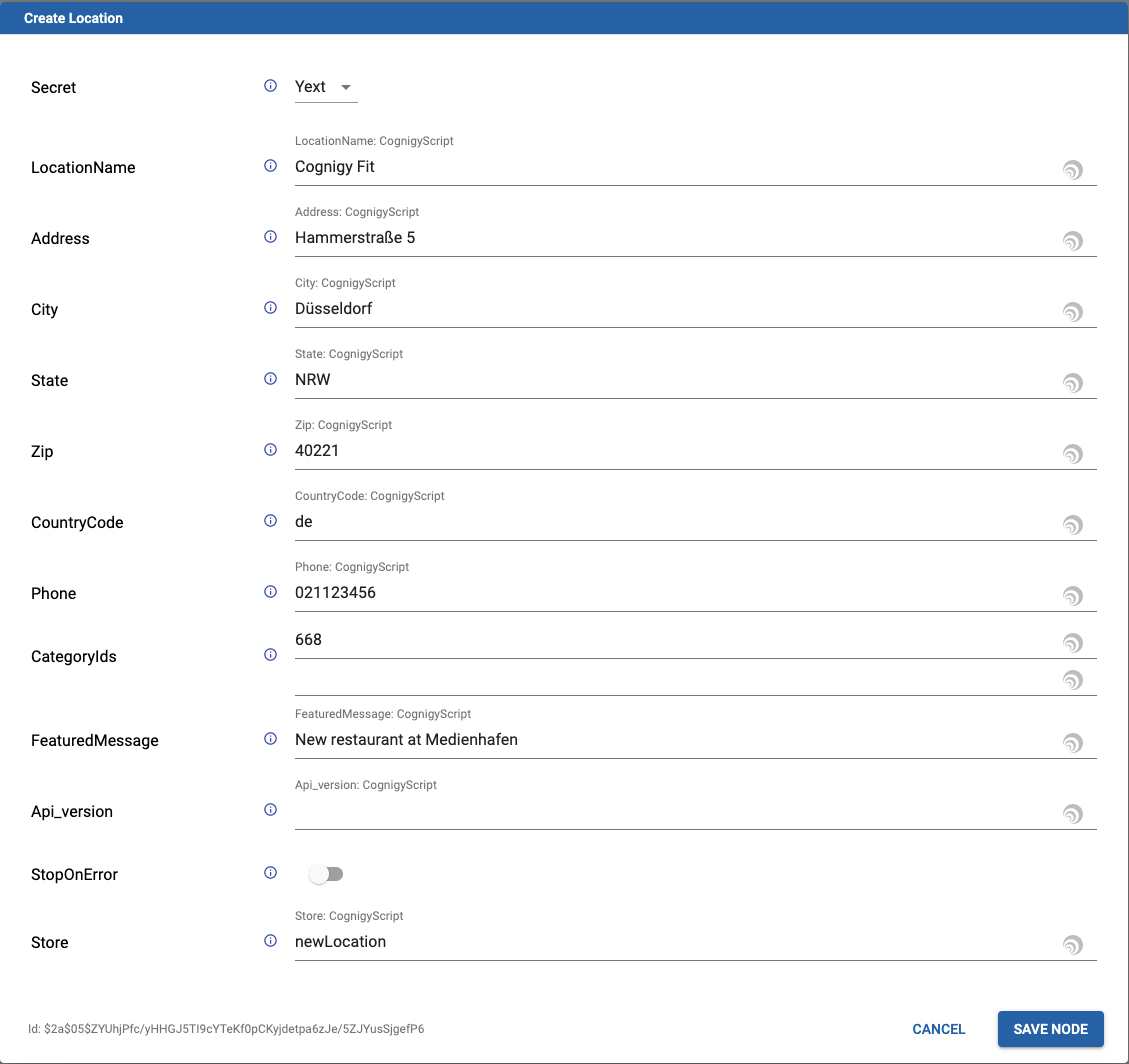 Create Location
Secret
Yext
LocationName: CognigyScript
LocationName
Cognigy Fit
Address: CognigyScript
Address
Hammerstraße 5
City: CognigyScript
City
Düsseldorf
State: CognigyScript
State
NRW
Zip: CognigyScript
Zip
40221
CountryCode: CognigyScript
CountryCode
de
Phone: CognigyScript
Phone
021123456
668
CategoryIds
FeaturedMessage: CognigyScript
FeaturedMessage
New restaurant at Medienhafen
Api_version: CognigyScript
Api_version
StopOnError
Store: CognigyScript
Store
newLocation
Id: $2a$05$ZYUhjPfc/yHHGJ5TI9cYTeKf0pCKyjdetpa6zJe/5ZJYusSjgefP6
CANCEL
SAVE NODE